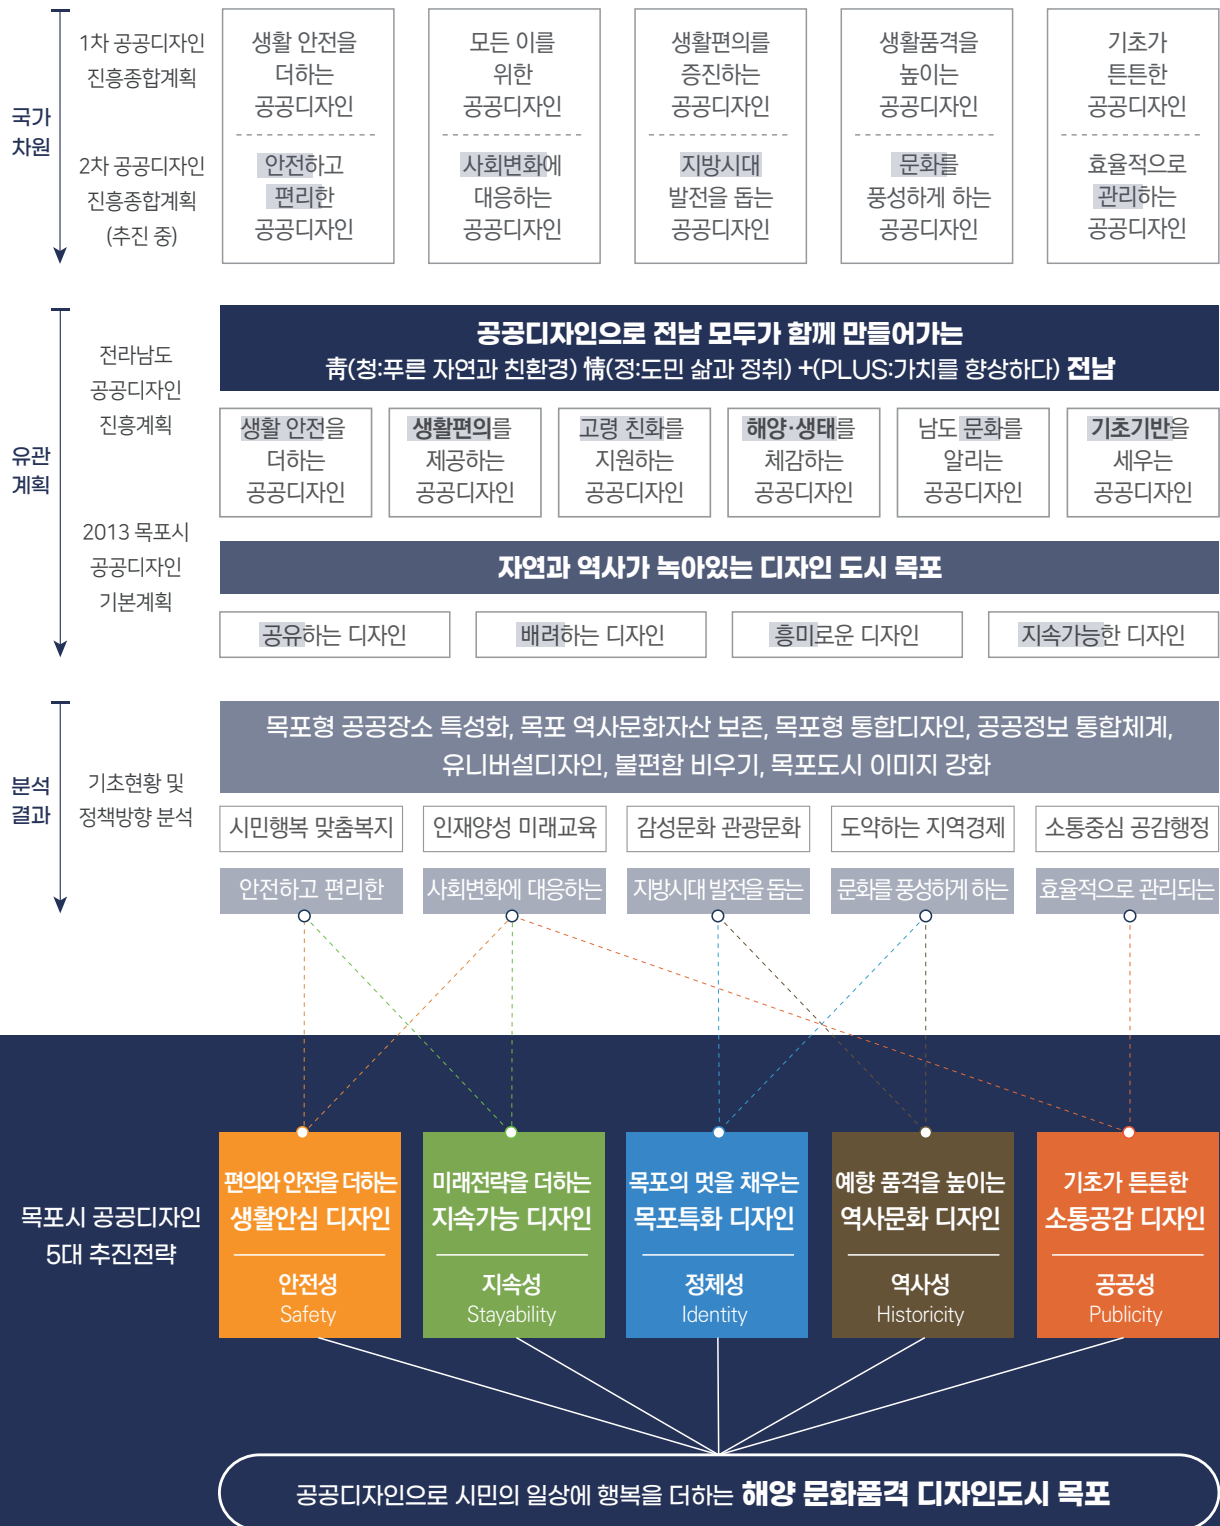 국가
차원
1차 공공디자인
진흥종합계획
2차 공공디자인
진흥종합계획
(추진 중)
생활 안전을
더하는
공공디자인
안전하고
편리한
공공디자인
모든 이를
위한
공공디자인
사회변화에
대응하는
공공디자인
생활편의를
증진하는
공공디자인
지방시대
발전을 돕는
공공디자인
생활품격을
높이는
공공디자인
문화를
풍성하게 하는
공공디자인
기초가
튼튼한
공공디자인
효율적으로
관리하는
공공디자인
유관
계획
전라남도
공공디자인
진흥계획
공공디자인으로 전남 모두가 함께 만들어가는
靑(청:푸른 자연과 친환경) 情(정:도민 삶과 정취) +(PLUS:가치를 향상하다) 전남
생활 안전을
더하는
공공디자인
생활편의를
제공하는
공공디자인
고령 친화를
지원하는
공공디자인
해양·생태를
체감하는
공공디자인
남도 문화를
알리는
공공디자인
기초기반을
세우는
공공디자인
2013 목포시
공공디자인
기본계획
자연과 역사가 녹아있는 디자인 도시 목포
공유하는 디자인
배려하는 디자인
흥미로운 디자인
지속가능한 디자인
분석
결과
기초현황 및
정책방향 분석
목포형 공공장소 특성화, 목포 역사문화자산 보존, 목포형 통합디자인, 공공정보 통합체계,
유니버설디자인, 불편함 비우기, 목포도시 이미지 강화
시민행복 맞춤복지
인재양성 미래교육
감성문화 관광문화
도약하는 지역경제
소통중심 공감행정
안전하고 편리한
사회변화에 대응하는
지방시대 발전을 돕는
문화를 풍성하게 하는
효율적으로 관리되는
목포시 공공디자인
5대 추진전략
편의와 안전을 더하는
생활안심 디자인
안전성
Safety
미래전략을 더하는
지속가능 디자인
지속성
Stayability
목포의 멋을 채우는
목포특화 디자인
정체성
Identity
예향 품격을 높이는
역사문화 디자인
역사성
Historicity
기초가 튼튼한
소통공감 디자인
공공성
Publicity
공공디자인으로 시민의 일상에 행복을 더하는 해양 문화품격 디자인도시 목포